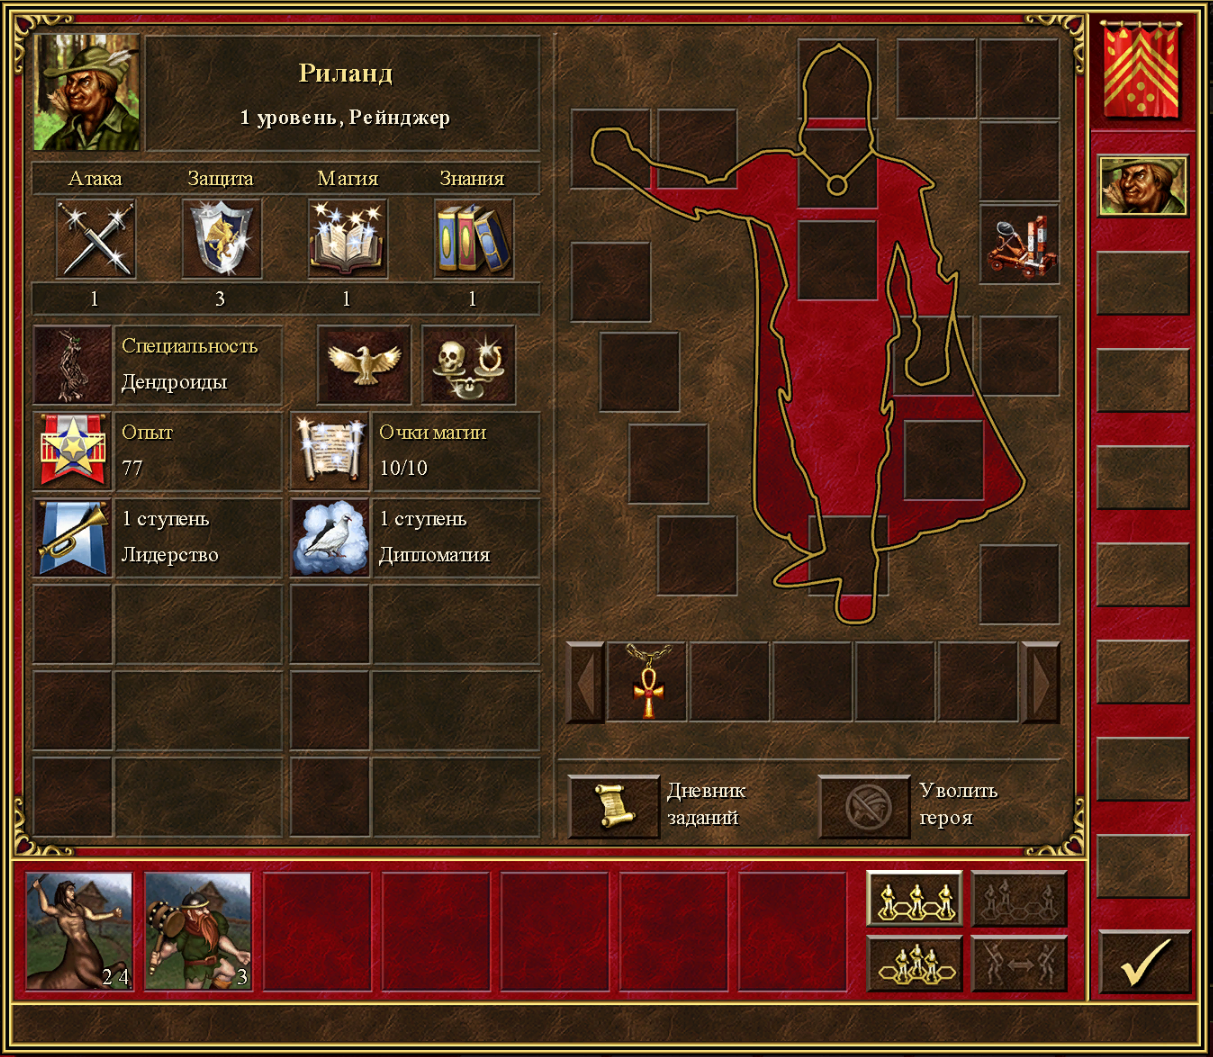 Риланд
1 уровень, Рейнджер
Атака Защита Магия Знания
1 3 1 1
Специальность
Дендроиды
Опыт
77
Очки магии
10/10
1 ступень
Лидерство
1 ступень
Дипломатия
Дневник
заданий
Уволить
героя
24 3